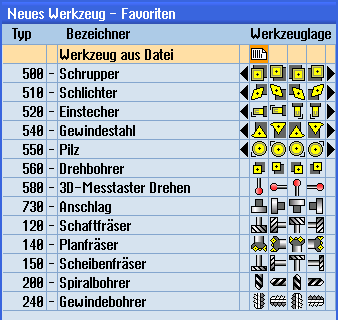 Neues Werkzeug - Favoriten
Typ Bezeichner Werkzeuglage
Werkzeug aus Datei
500 - Schrupper
510 - Schlichter
520 - Einstecher
540 - Gewindestahl
550 - Pilz
560 - Drehbohrer
580 - 3D-Messtaster Drehen
730 - Anschlag
120 - Schaftfräser
140 - Planfräser
150 - Scheibenfräser
200 - Spiralbohrer
240 - Gewindebohrer